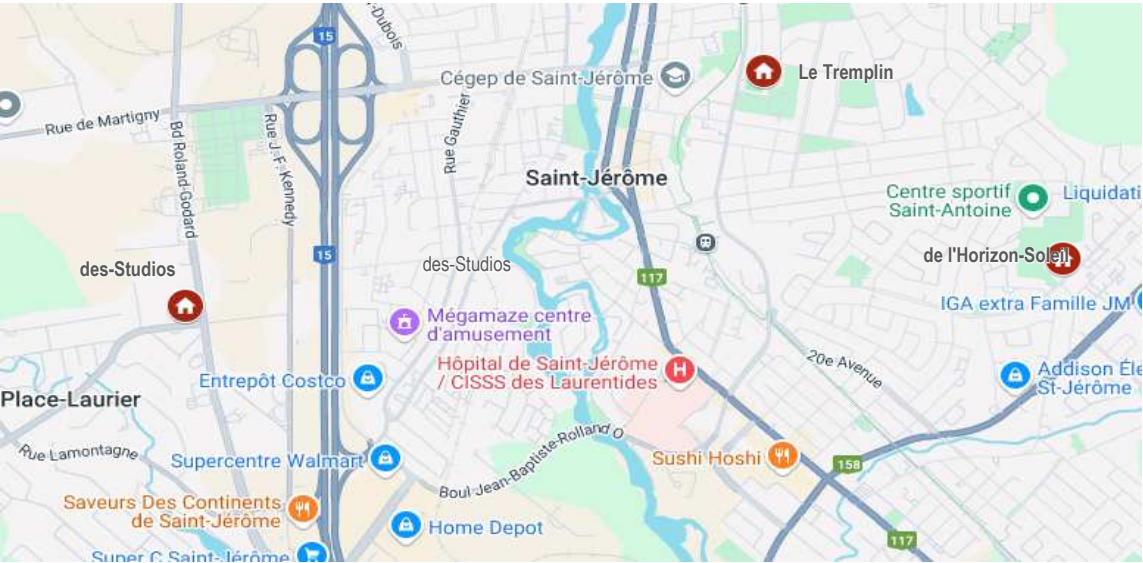 15
-Dubois
Cégep de Saint-Jérôme
Le Tremplin
Rue de Martigny
Bd Roland-Godard
Rue J.-F. Kennedy
Rue Gauthier
Saint-Jérôme
Centre sportif
Saint-Antoine
Liquidati
des-Studios
15
des-Studios
de l'Horizon-Soleil
117
IGA extra Famille JM
Mégamaze centre
d'amusement
Hôpital de Saint-Jérôme
/ CISSS des Laurentides
H
20e Avenue
Entrepôt Costco
Addison Éle
St-Jérôme
Place-Laurier
Rue Lamontagne
Supercentre Walmart
Boul Jean-Baptiste-Rolland O
Sushi Hoshi
158
Saveurs Des Continents
de Saint-Jérôme
Home Depot
117
Super C Saint-Jérôme